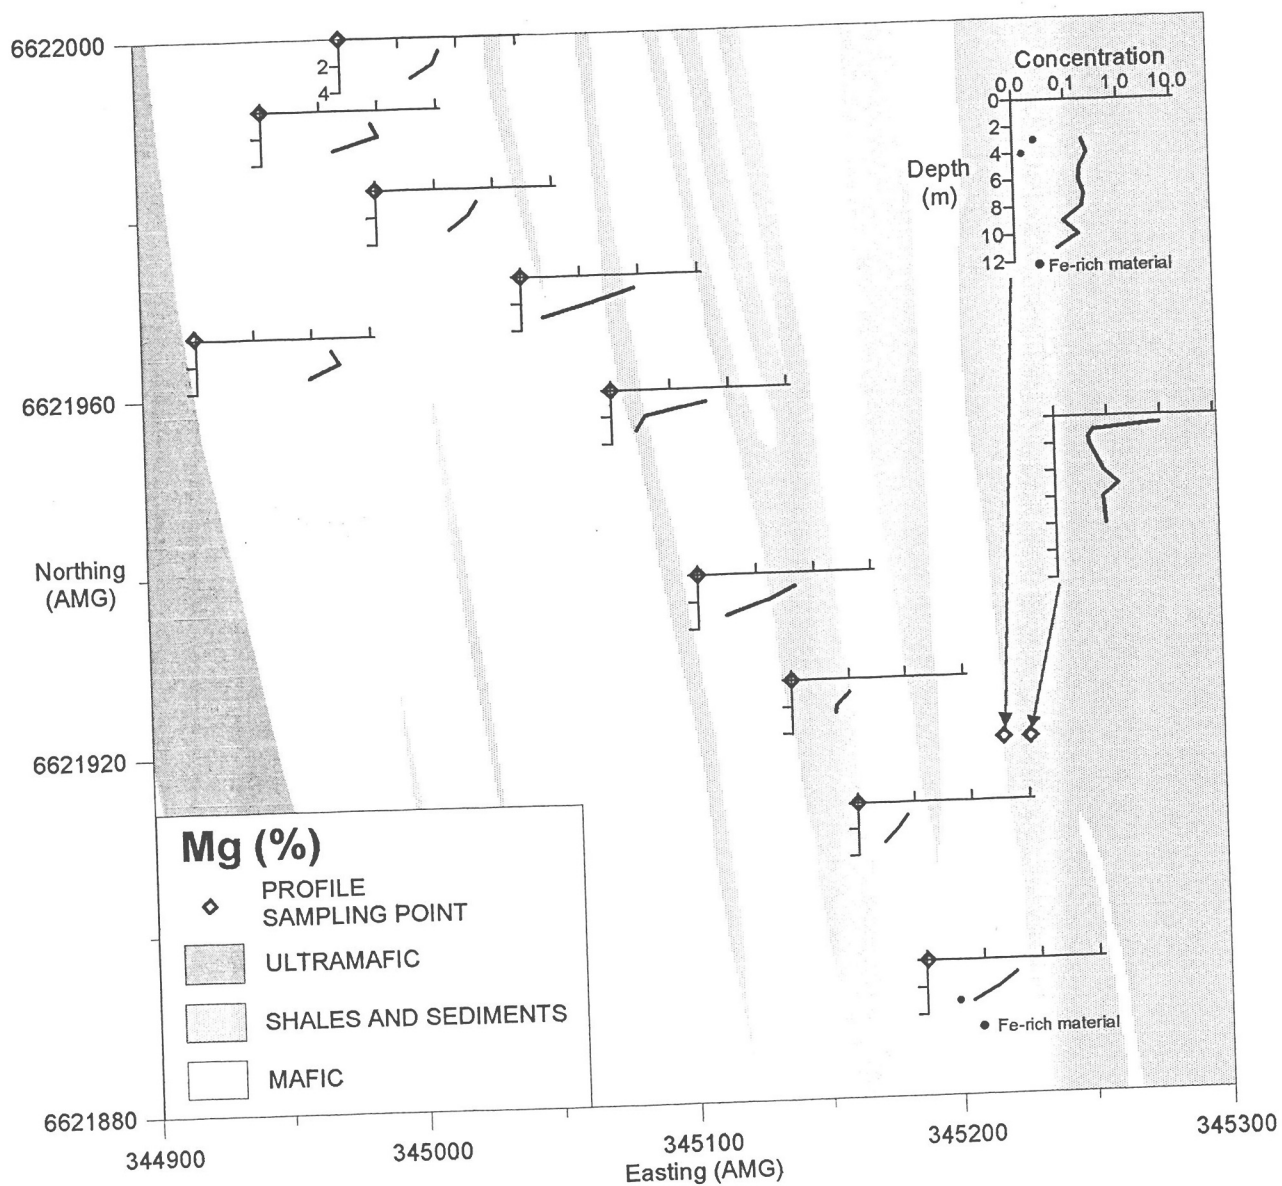 6622000
2
4
Concentration
0.0 0.1 1.0 10.0
0
2
4
6
8
10
12
Depth
(m)
Fe-rich material
6621960
Northing
(AMG)
6621920
Mg (%)
PROFILE
SAMPLING POINT
ULTRAMAFIC
SHALES AND SEDIMENTS
MAFIC
Fe-rich material
6621880
344900
345000
345100
345200
345300
Easting (AMG)